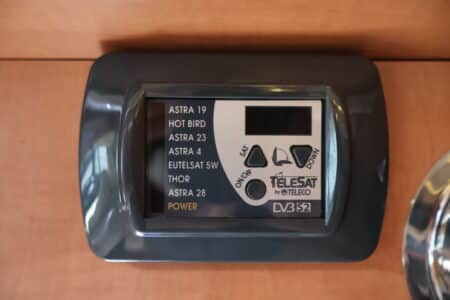 ASTRA 19
HOT BIRD
ASTRA 23
ASTRA 4
EUTELSAT 5W
THOR
ASTRA 28
POWER
SAT
DOWN
ON/OFF
TELESAT
by TELECO
DVB S2